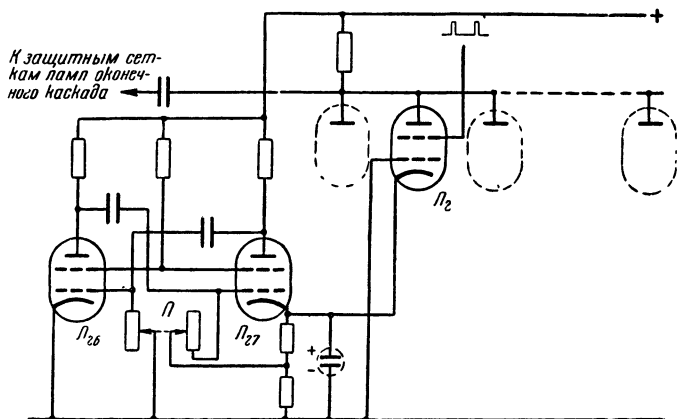 К защитным сет-
кам ламп оконеч-
ного каскада
+
Л2
Л26
П
Л27
+
-